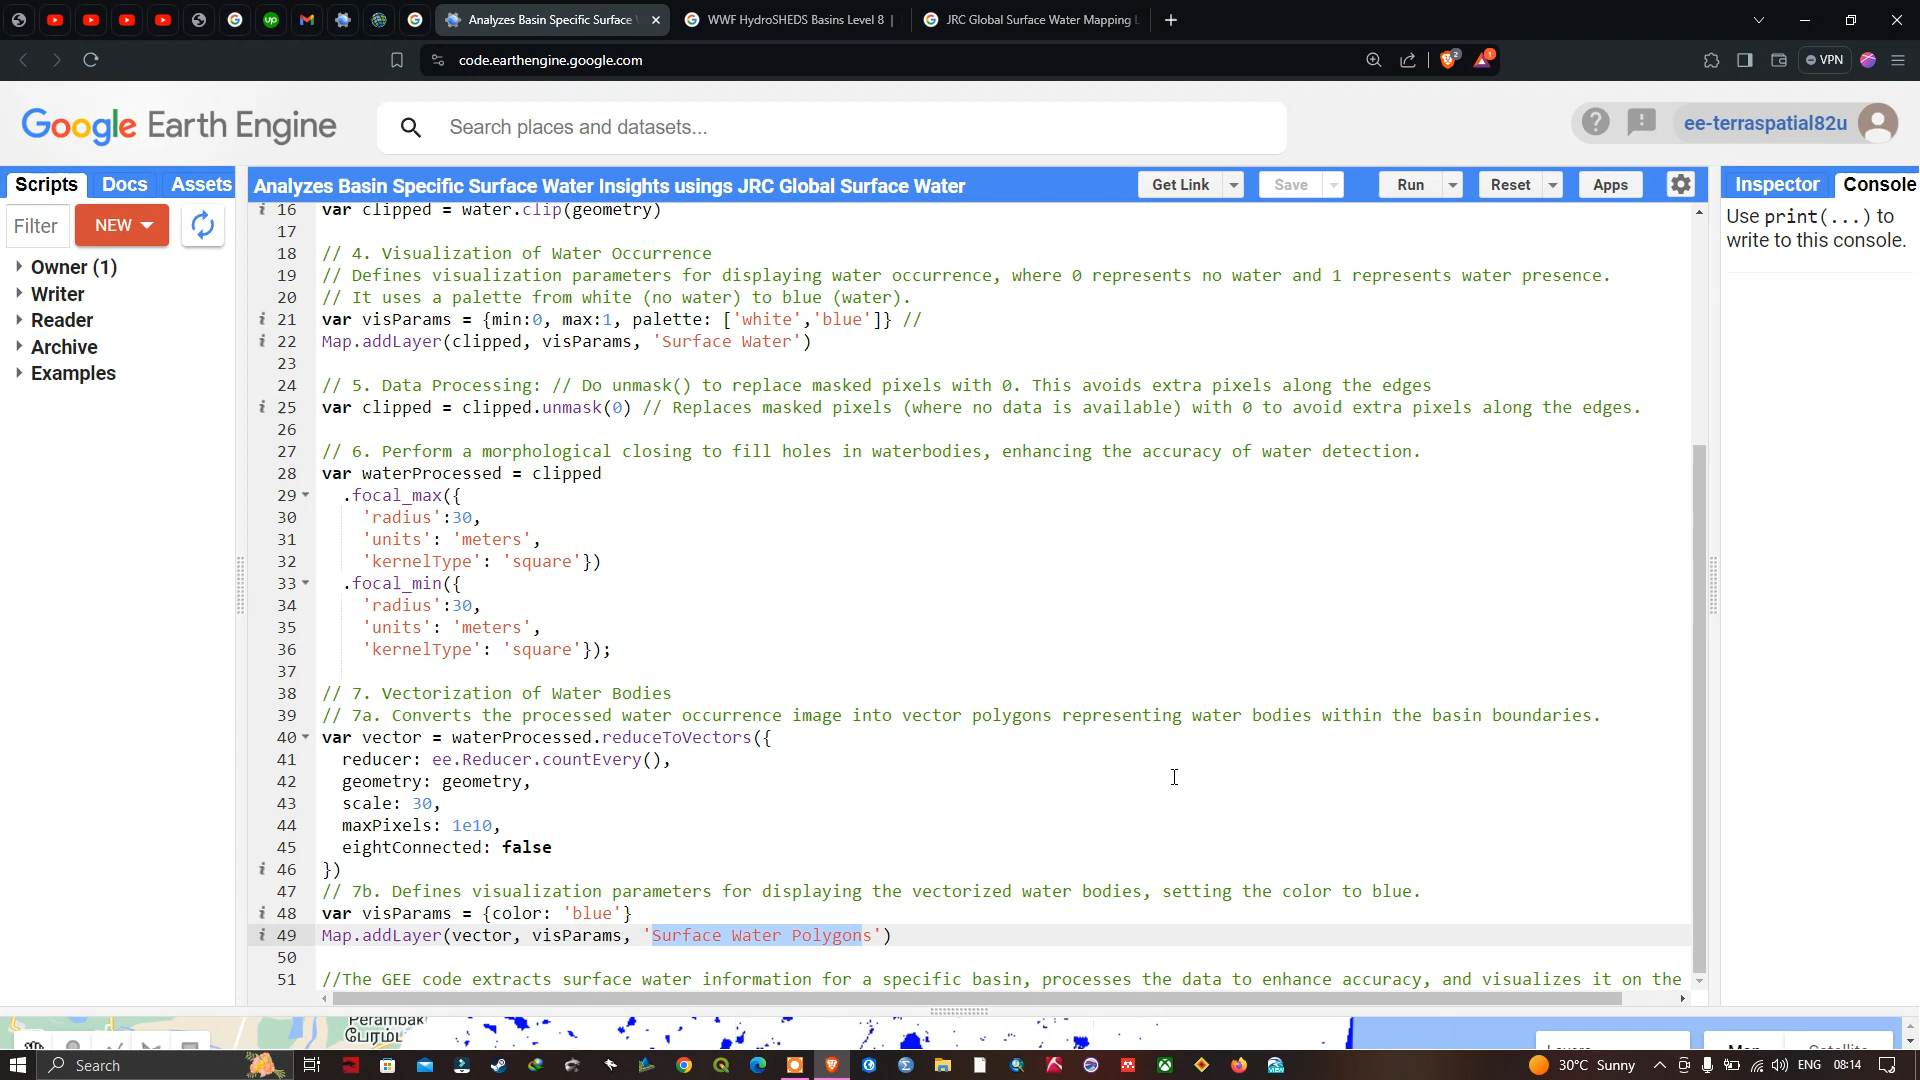 Analyzes Basin Specific Surface
WWF HydroSHEDS Basins Level 8 |
JRC Global Surface Water Mapping L
code.earthengine.google.com
2
1
VPN
Google Earth Engine
Search places and datasets...
ee-terraspatial82u
Scripts Docs Assets
Analyzes Basin Specific Surface Water Insights usings JRC Global Surface Water
Get Link Save Run Reset Apps
Inspector Console
Filter NEW
Use print(...) to
write to this console.
Owner (1)
Writer
Reader
Archive
Examples
16 var clipped = water.clip(geometry)
17
18 // 4. Visualization of Water Occurrence
19 // Defines visualization parameters for displaying water occurrence, where 0 represents no water and 1 represents water presence.
20 // It uses a palette from white (no water) to blue (water).
21 var visParams = {min:0, max:1, palette: ['white','blue']} //
22 Map.addLayer(clipped, visParams, 'Surface Water')
23
24 // 5. Data Processing: // Do unmask() to replace masked pixels with 0. This avoids extra pixels along the edges
25 var clipped = clipped.unmask(0) // Replaces masked pixels (where no data is available) with 0 to avoid extra pixels along the edges.
26
27 // 6. Perform a morphological closing to fill holes in waterbodies, enhancing the accuracy of water detection.
28 var waterProcessed = clipped
29 .focal_max({
30 'radius':30,
31 'units': 'meters',
32 'kernelType': 'square'})
33 .focal_min({
34 'radius':30,
35 'units': 'meters',
36 'kernelType': 'square'});
37
38 // 7. Vectorization of Water Bodies
39 // 7a. Converts the processed water occurrence image into vector polygons representing water bodies within the basin boundaries.
40 var vector = waterProcessed.reduceToVectors({
41 reducer: ee.Reducer.countEvery(),
42 geometry: geometry,
43 scale: 30,
44 maxPixels: 1e10,
45 eightConnected: false
46 })
47 // 7b. Defines visualization parameters for displaying the vectorized water bodies, setting the color to blue.
48 var visParams = {color: 'blue'}
49 Map.addLayer(vector, visParams, 'Surface Water Polygons')
50
51 //The GEE code extracts surface water information for a specific basin, processes the data to enhance accuracy, and visualizes it on the
Perambak
Layers Map Satellite
Search
30°C Sunny
ENG 08:14